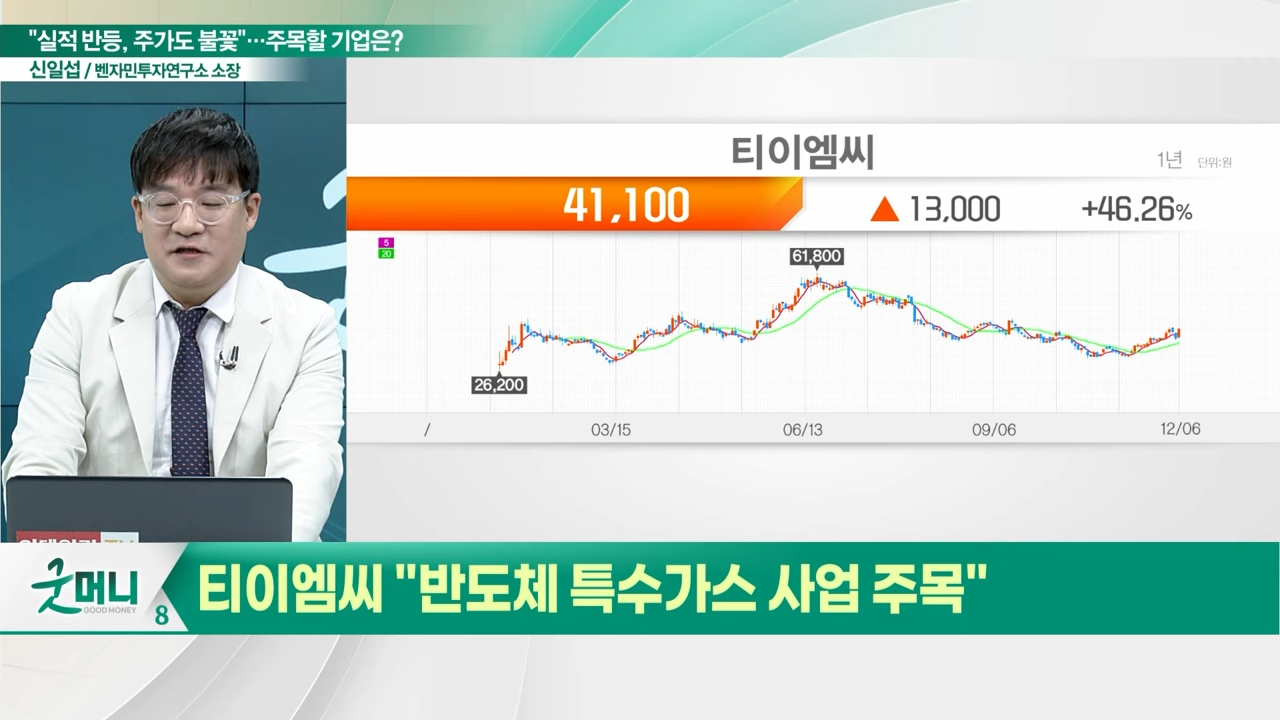 "실적 반등, 주가도 불꽃"…주목할 기업은?
신일섭 / 벤자민투자연구소 소장
티이엠씨
1년 단위:원
41,100 ▲ 13,000 +46.26%
5
20
61,800
26,200
/ 03/15 06/13 09/06 12/06
굿머니
GOOD MONEY
8
티이엠씨 "반도체 특수가스 사업 주목"